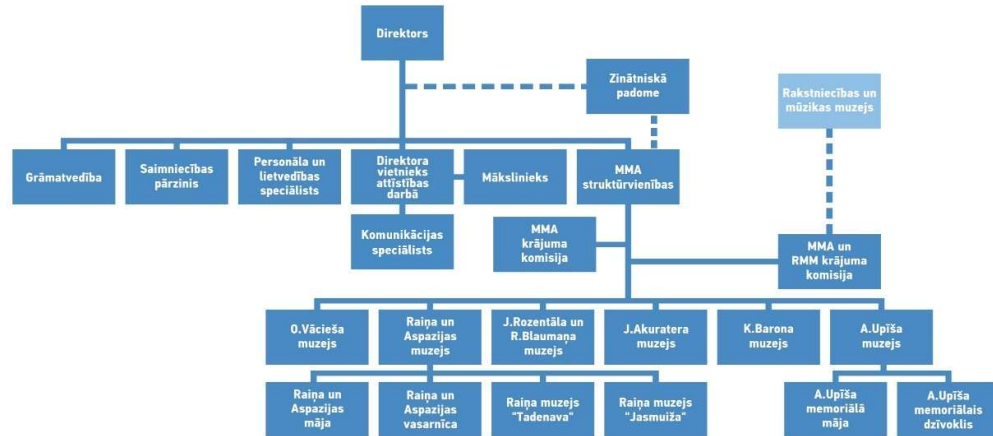 Direktors
Zinātniskā
padome
Rakstniecības un
mūzikas muzejs
Grāmatvedība
Saimniecības
pārzinis
Personāla un
lietvedības
speciālists
Direktora
vietnieks
attīstības
darbā
Mākslinieks
MMA
struktūrvienības
Komunikācijas
speciālists
MMA
krājuma
komisija
MMA un
RMM krājuma
komisija
O.Vācieša
muzejs
Raiņa un
Aspazijas
muzejs
J.Rozentāla un
R.Blaumaņa
muzejs
J.Akuratera
muzejs
K.Barona
muzejs
A.Upīša
muzejs
Raiņa un
Aspazijas
māja
Raiņa un
Aspazijas
vasarnīca
Raiņa muzejs
"Tadenava"
Raiņa muzejs
"Jasmuiža"
A.Upīša
memoriālā
māja
A.Upīša
memoriālais
dzīvoklis